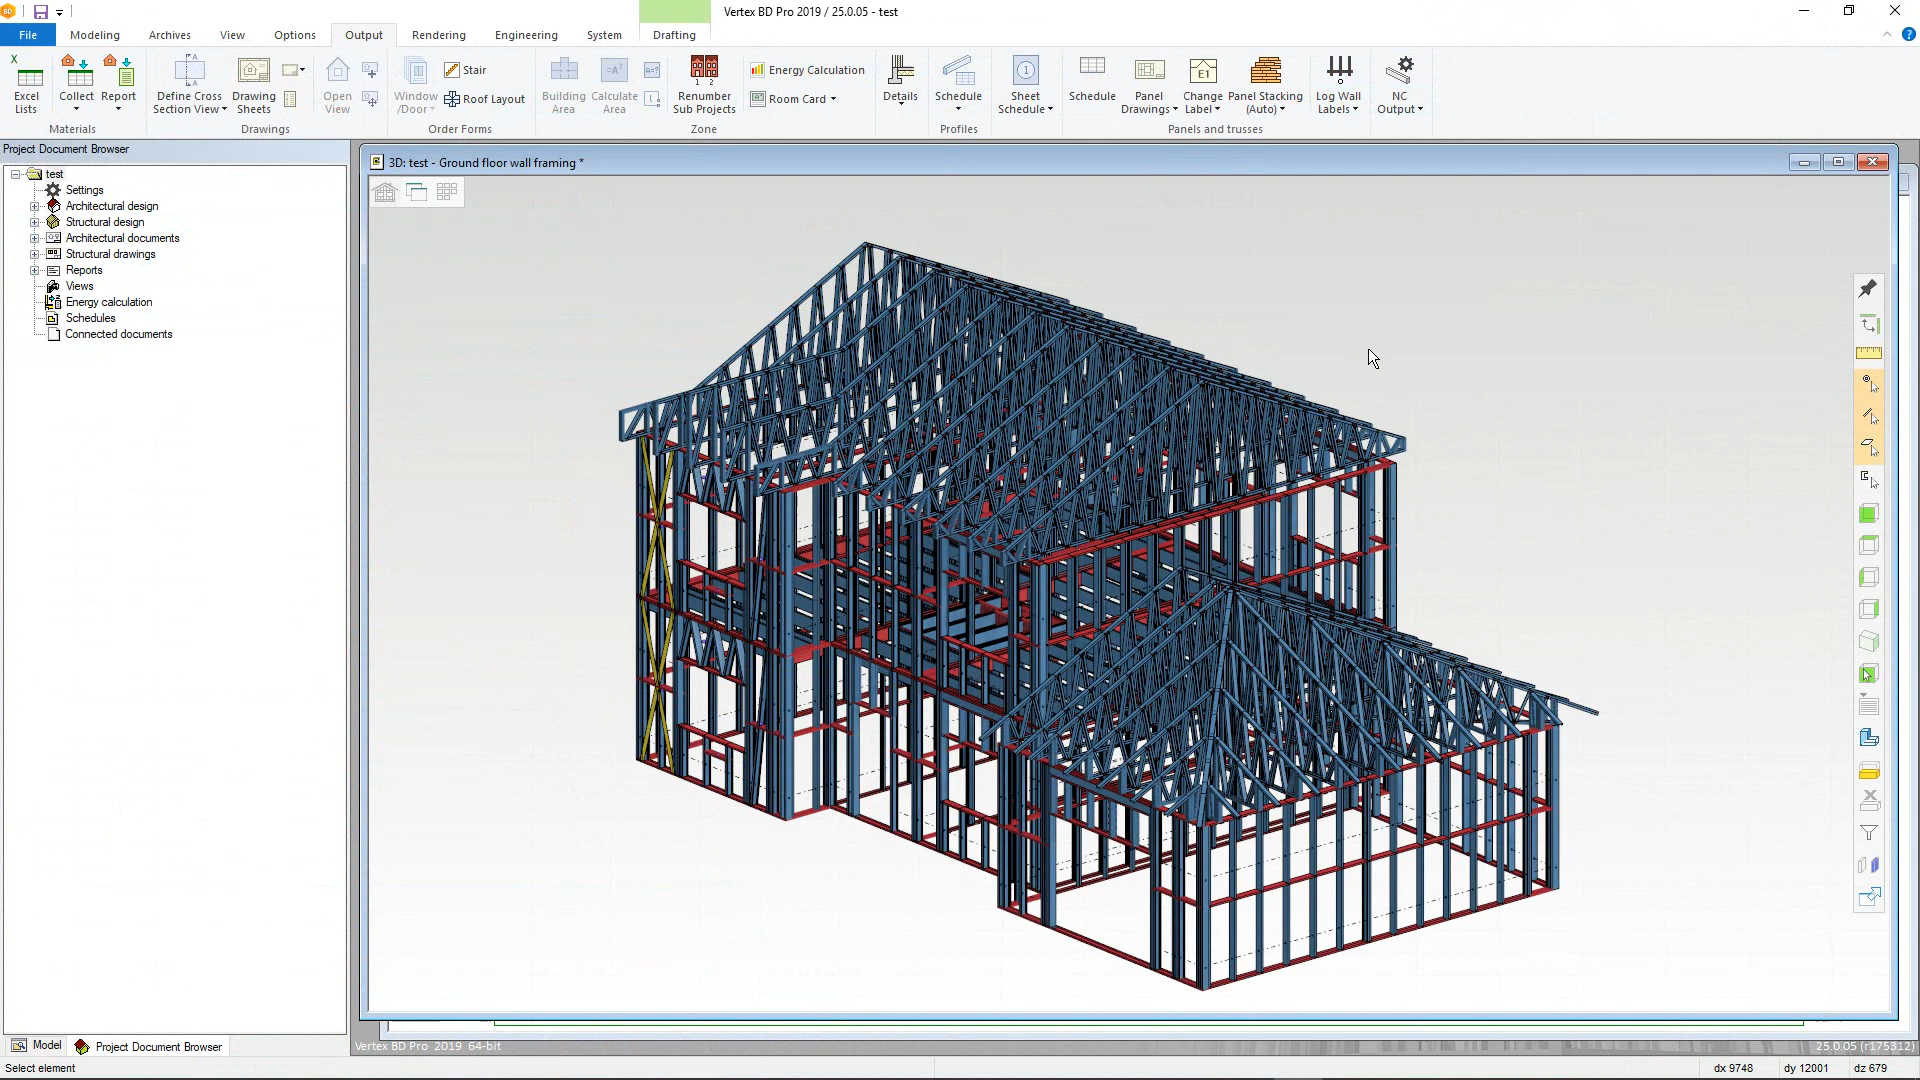 BD
Vertex BD Pro 2019 / 25.0.05 - test
File Modeling Archives View Options Output Rendering Engineering System Drafting
Excel Lists
Collect
Report
Materials
Define Cross Section View
Drawing Sheets
Open View
Drawings
Window /Door
Stair
Roof Layout
Order Forms
Building Area
Calculate Area
Renumber Sub Projects
Energy Calculation
Room Card
Zone
Details
Schedule
Profiles
Sheet Schedule
Schedule
Panel Drawings
E1
Change Label
Panel Stacking (Auto)
Log Wall Labels
NC Output
Panels and trusses
Project Document Browser
3D: test - Ground floor wall framing *
test
Settings
Architectural design
Structural design
Architectural documents
Structural drawings
Reports
Views
Energy calculation
Schedules
Connected documents
Model Project Document Browser
Vertex BD Pro 2019 64-bit
25.0.05 (r175312)
Select element
dx 9748 dy 12001 dz 679